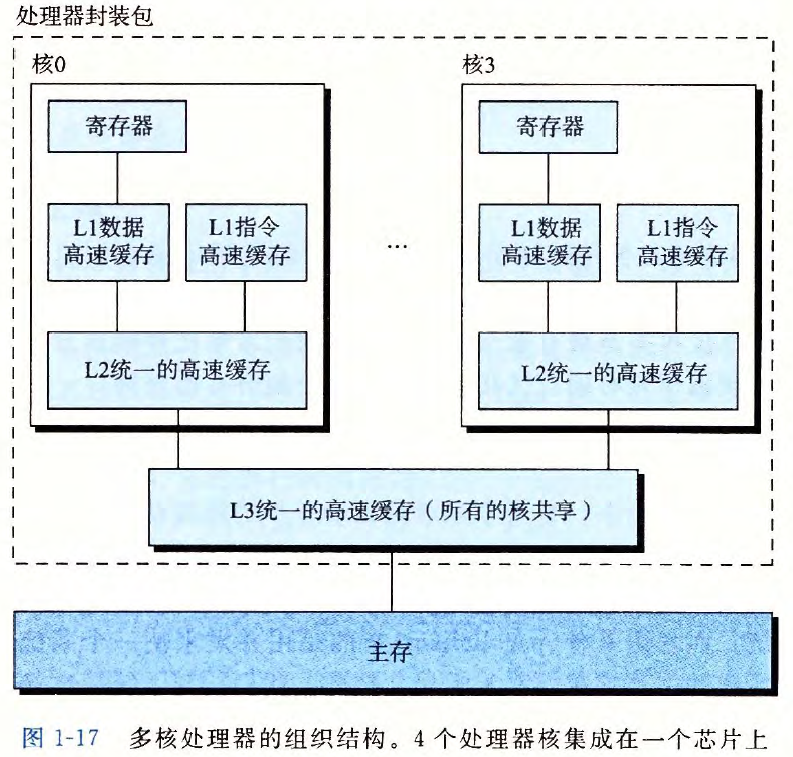 处理器封装包
核0
核3
寄存器
寄存器
L1数据
高速缓存
L1指令
高速缓存
...
L1数据
高速缓存
L1指令
高速缓存
L2统一的高速缓存
L2统一的高速缓存
L3统一的高速缓存（所有的核共享）
主存
图 1-17 多核处理器的组织结构。4 个处理器核集成在一个芯片上